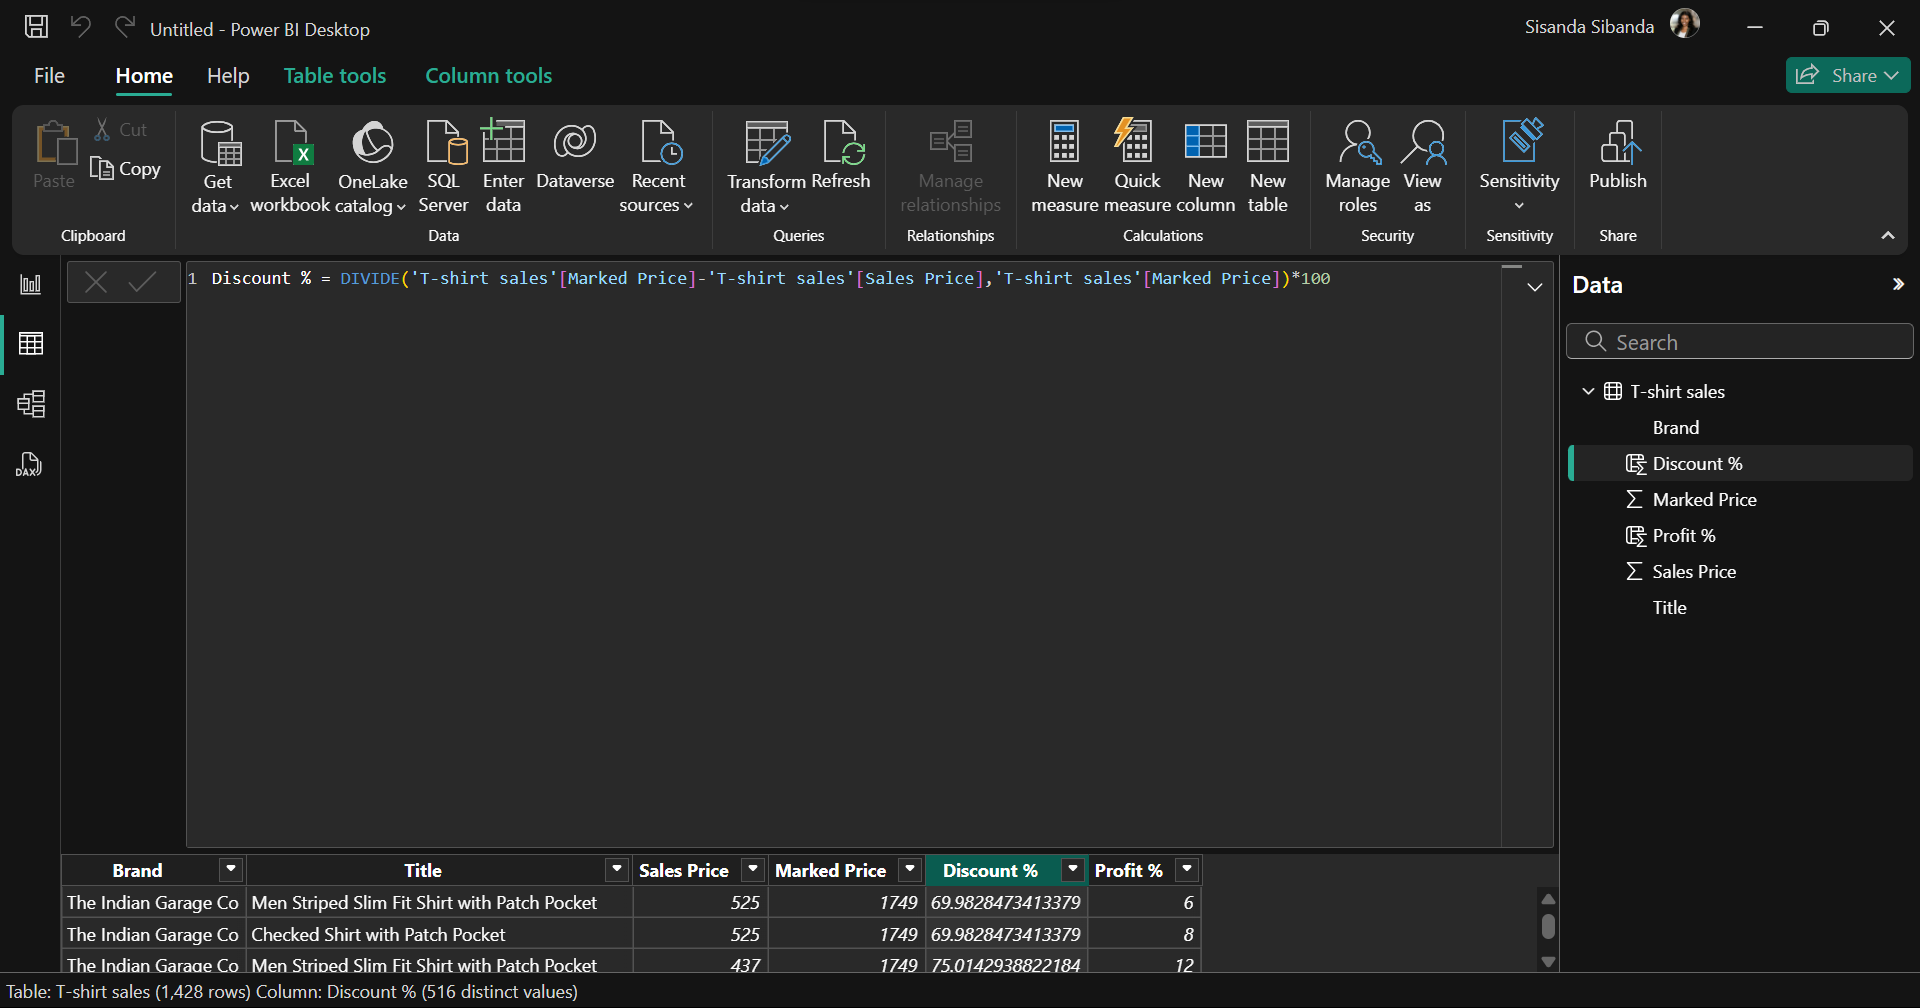 Untitled - Power BI Desktop
Sisanda Sibanda
File Home Help Table tools Column tools
Share
Paste
Cut
Copy
Clipboard
Get data
Excel workbook
OneLake catalog
SQL Server
Enter data
Dataverse
Recent sources
Data
Transform data
Refresh
Queries
Manage relationships
Relationships
New measure
Quick measure
New column
New table
Calculations
Manage roles
View as
Security
Sensitivity
Sensitivity
Publish
Share
1 Discount % = DIVIDE('T-shirt sales'[Marked Price]-'T-shirt sales'[Sales Price],'T-shirt sales'[Marked Price])*100
DAX
Data
Search
T-shirt sales
Brand
Discount %
Marked Price
Profit %
Sales Price
Title
Brand Title Sales Price Marked Price Discount % Profit %
The Indian Garage Co Men Striped Slim Fit Shirt with Patch Pocket 525 1749 69.9828473413379 6
The Indian Garage Co Checked Shirt with Patch Pocket 525 1749 69.9828473413379 8
The Indian Garage Co Men Striped Slim Fit Shirt with Patch Pocket 437 1749 75.0142938822184 12
Table: T-shirt sales (1,428 rows) Column: Discount % (516 distinct values)